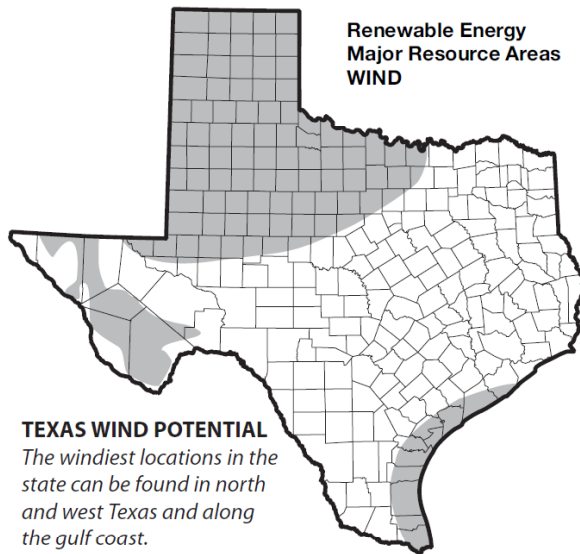 Renewable Energy
Major Resource Areas
WIND
TEXAS WIND POTENTIAL
The windiest locations in the
state can be found in north
and west Texas and along
the gulf coast.